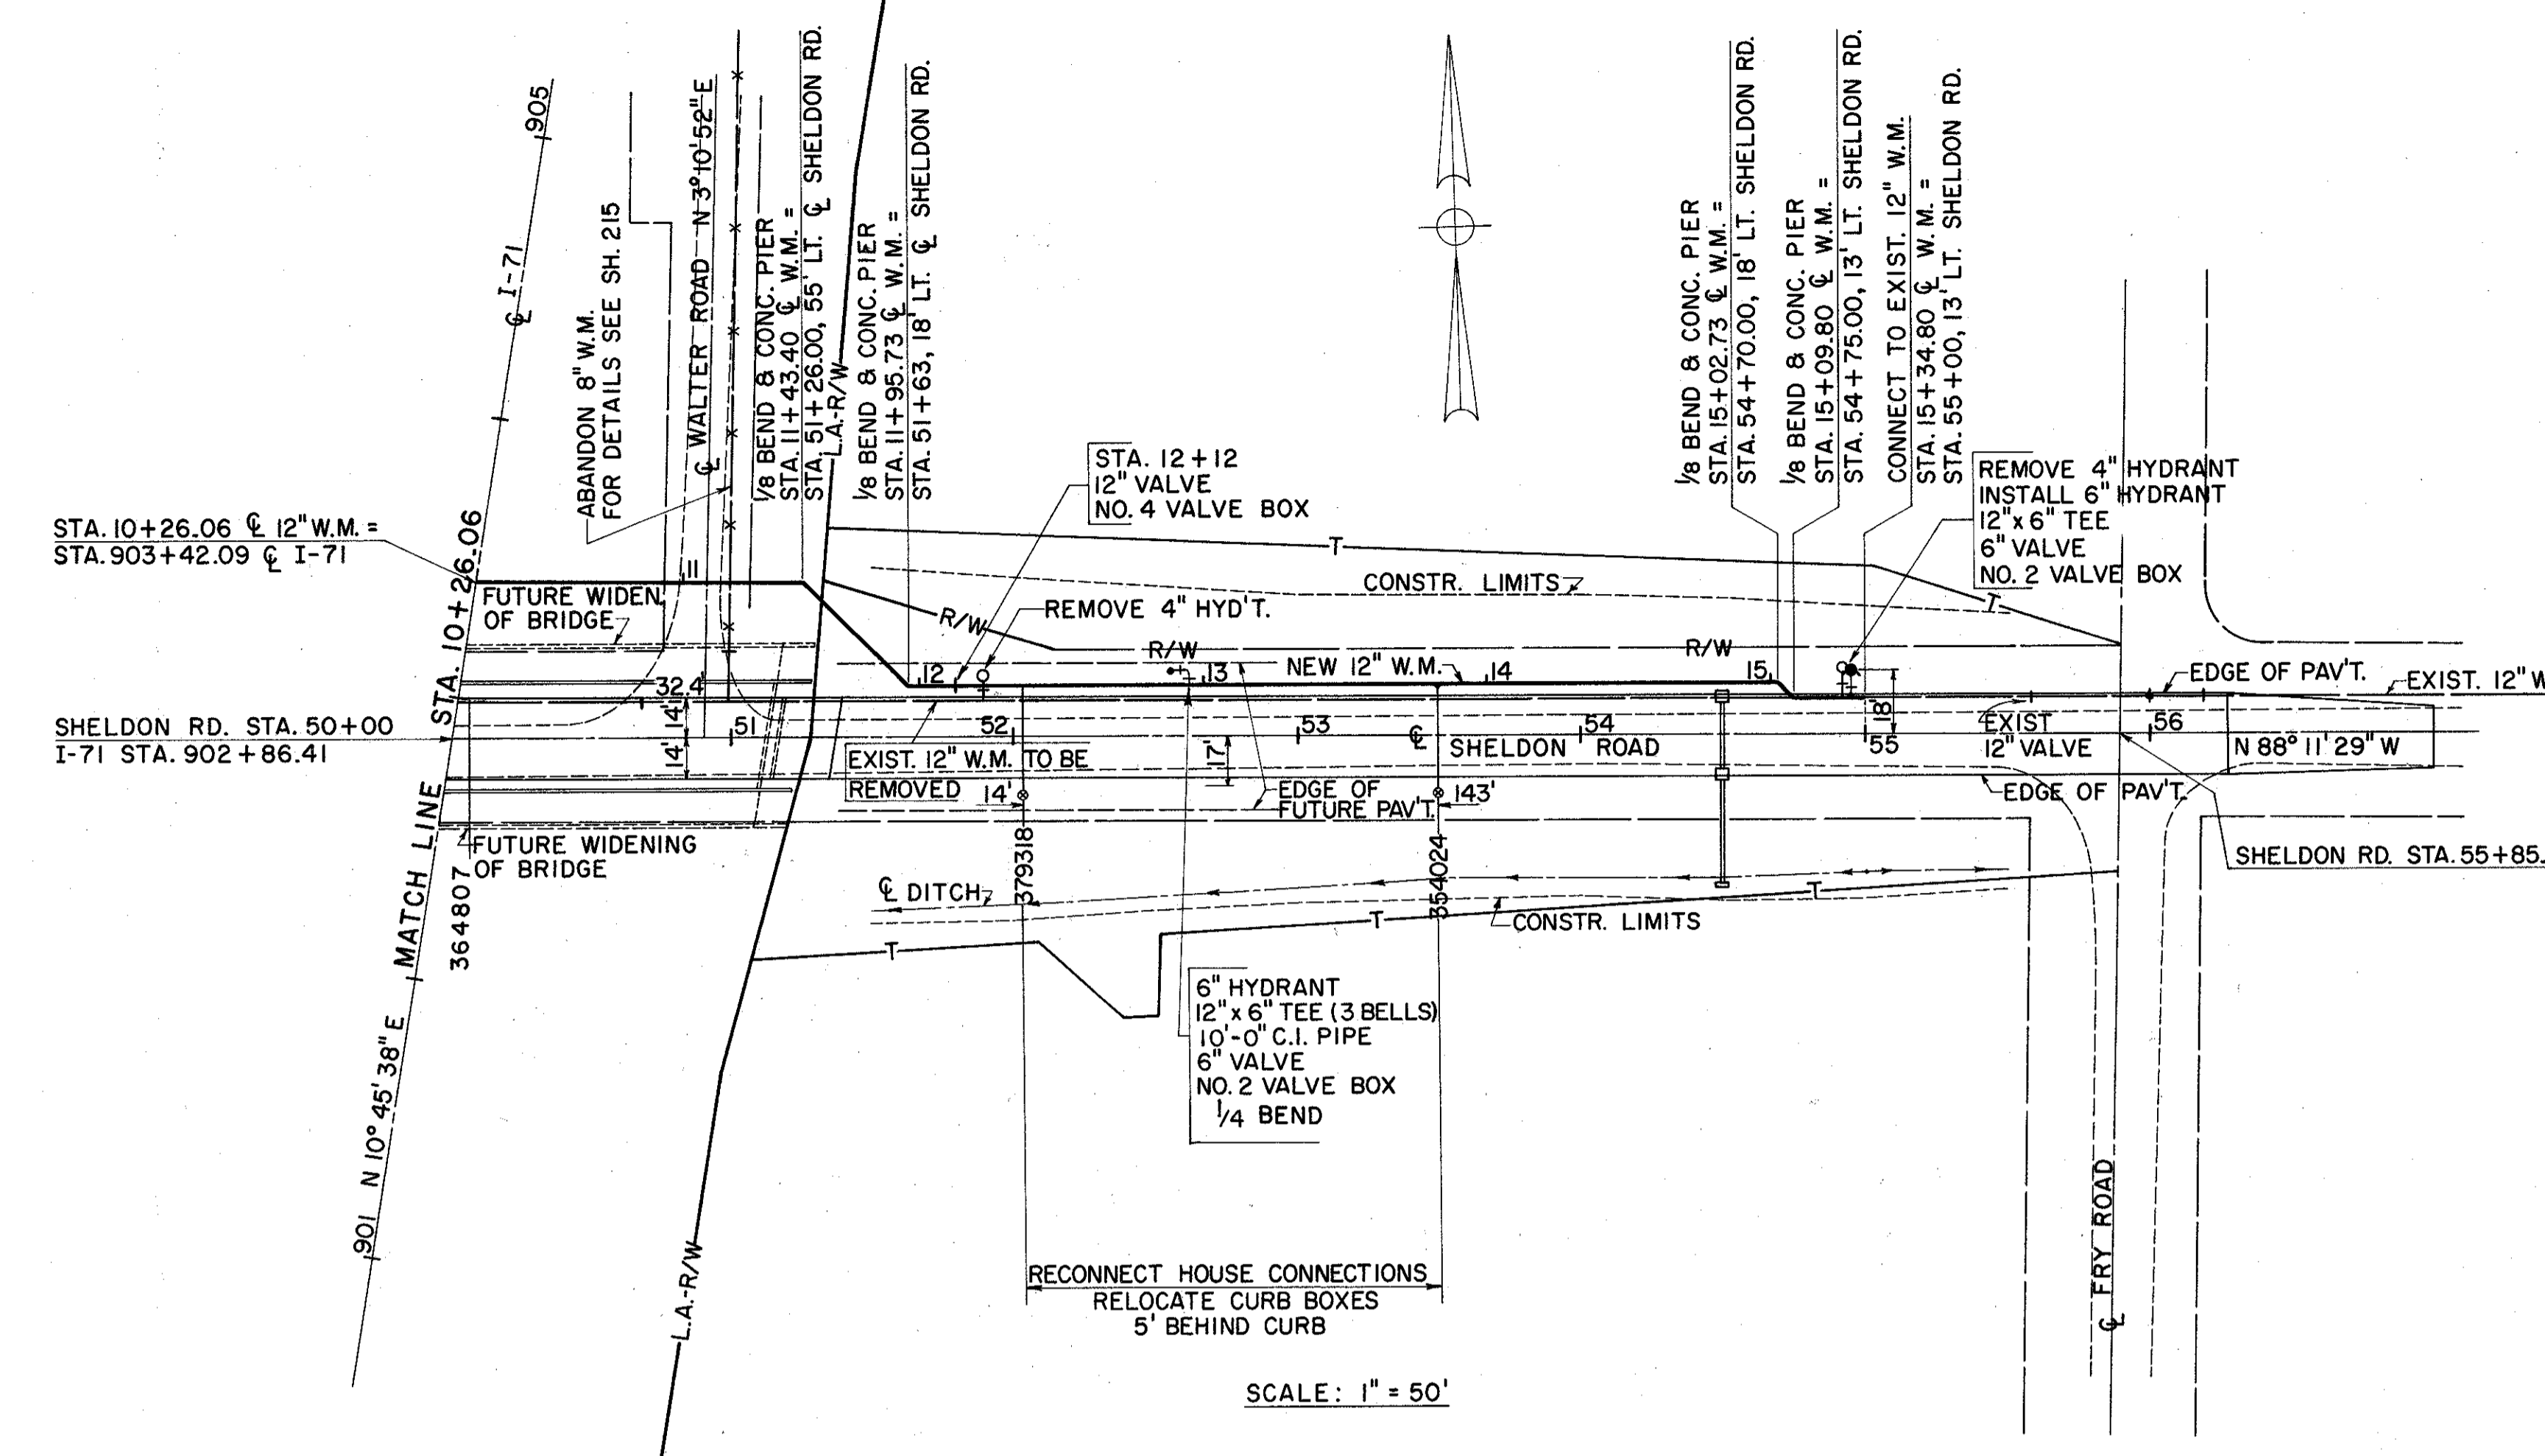 905
℄ I-71
ABANDON 8" W.M.
FOR DETAILS SEE SH. 215
℄ WALTER ROAD N 3°10'52" E
1/8 BEND & CONC. PIER
STA. 11+43.40 ℄ W.M. =
STA. 51+26.00, 55' LT. ℄ SHELDON RD.
L.A.-R/W
1/8 BEND & CONC. PIER
STA. 11+95.73 ℄ W.M. =
STA. 51+63, 18' LT. ℄ SHELDON RD.
1/8 BEND & CONC. PIER
STA. 15+02.73 ℄ W.M. =
STA. 54+70.00, 18' LT. SHELDON RD.
1/8 BEND & CONC. PIER
STA. 15+09.80 ℄ W.M. =
STA. 54+75.00, 13' LT. SHELDON RD.
CONNECT TO EXIST. 12" W.M.
STA. 15+34.80 ℄ W.M. =
STA. 55+00, 13' LT. SHELDON RD.
STA. 12+12
12" VALVE
NO. 4 VALVE BOX
REMOVE 4" HYDRANT
INSTALL 6" HYDRANT
12" x 6" TEE
6" VALVE
NO. 2 VALVE BOX
STA. 10+26.06 ℄ 12" W.M. =
STA. 903+42.09 ℄ I-71
MATCH LINE STA. 10+26.06
11
T
CONSTR. LIMITS
T
FUTURE WIDEN.
OF BRIDGE
R/W
REMOVE 4" HYD'T.
R/W
R/W
12
13
NEW 12" W.M.
14
15
EDGE OF PAV'T.
EXIST. 12" W
32.4'
14'
14'
18'
SHELDON RD. STA. 50+00
I-71 STA. 902+86.41
51
52
53
℄
54
55
56
SHELDON ROAD
EXIST
12" VALVE
N 88° 11' 29" W
17'
EXIST. 12" W.M. TO BE
REMOVED
14'
EDGE OF
FUTURE PAV'T.
143'
EDGE OF PAV'T.
FUTURE WIDENING
OF BRIDGE
SHELDON RD. STA. 55+85.
364807
379318
354024
℄ DITCH
T
T
T
CONSTR. LIMITS
6" HYDRANT
12" x 6" TEE (3 BELLS)
10'-0" C.I. PIPE
6" VALVE
NO. 2 VALVE BOX
1/4 BEND
901 N 10° 45' 38" E
L.A.-R/W
℄ FRY ROAD
RECONNECT HOUSE CONNECTIONS
RELOCATE CURB BOXES
5' BEHIND CURB
SCALE: 1" = 50'